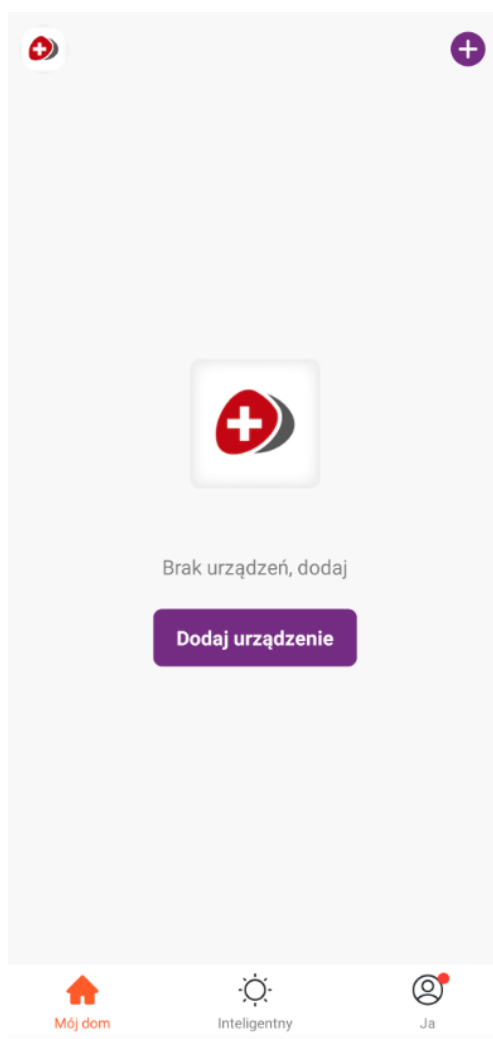 Brak urządzeń, dodaj
Dodaj urządzenie
Mój dom
Inteligentny
Ja